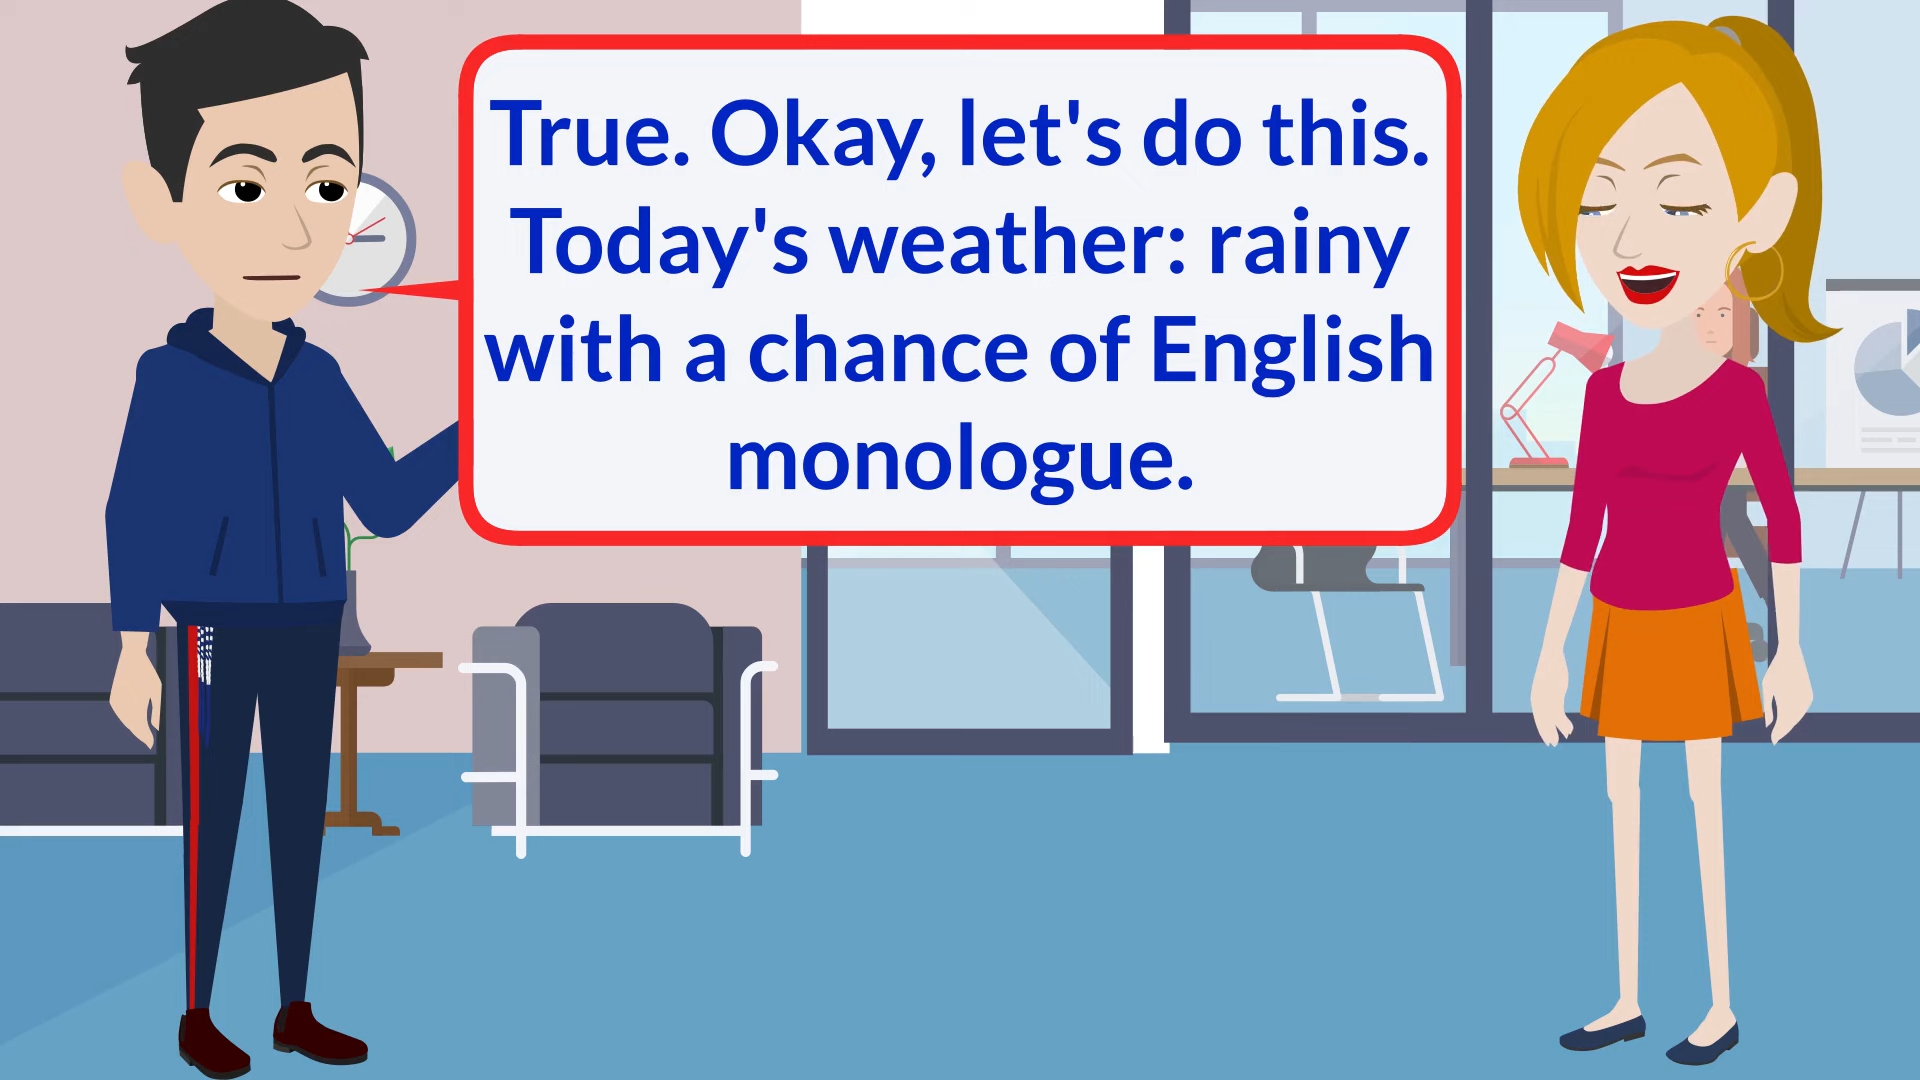 True. Okay, let's do this.
Today's weather: rainy
with a chance of English
monologue.